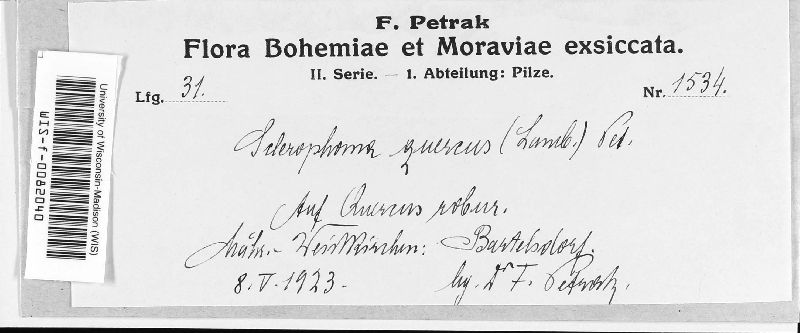 F. Petrak
Flora Bohemiae et Moraviae exsiccata.
II. Serie. — 1. Abteilung: Pilze.
Lfg. 31. Nr. 1534.
Sclerophoma quercus (Lamb.) Pet.
Auf Quercus robur.
Mähr.-Weisskirchen: Bartelsdorf.
8.V.1923. lg. Dr F. Petrak.
University of Wisconsin-Madison (WIS)
WIS-f-0082040